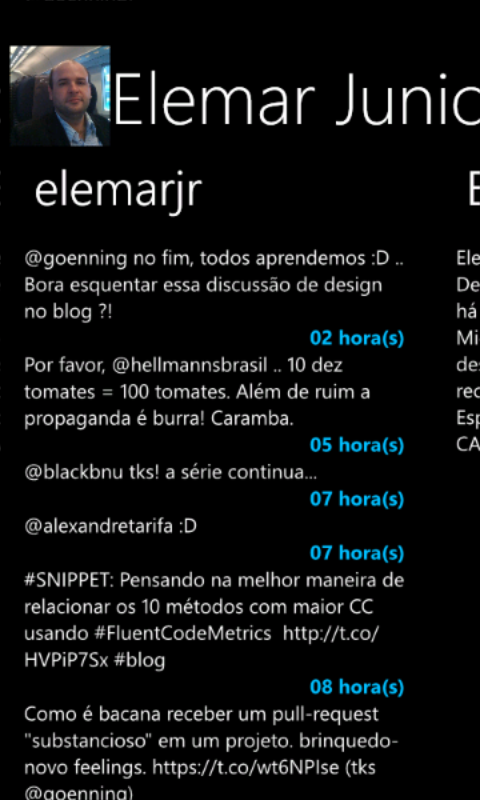 Elemar Junio
elemarjr
@goenning no fim, todos aprendemos :D ..
Bora esquentar essa discussão de design
no blog ?!
02 hora(s)
Por favor, @hellmannsbrasil .. 10 dez
tomates = 100 tomates. Além de ruim a
propaganda é burra! Caramba.
05 hora(s)
@blackbnu tks! a série continua...
07 hora(s)
@alexandretarifa :D
07 hora(s)
#SNIPPET: Pensando na melhor maneira de
relacionar os 10 métodos com maior CC
usando #FluentCodeMetrics http://t.co/
HVPiP7Sx #blog
08 hora(s)
Como é bacana receber um pull-request
"substancioso" em um projeto. brinquedo-
novo feelings. https://t.co/wt6NPIse (tks
@goenning)
E
Ele
De
há
Mi
des
rec
Esp
CA